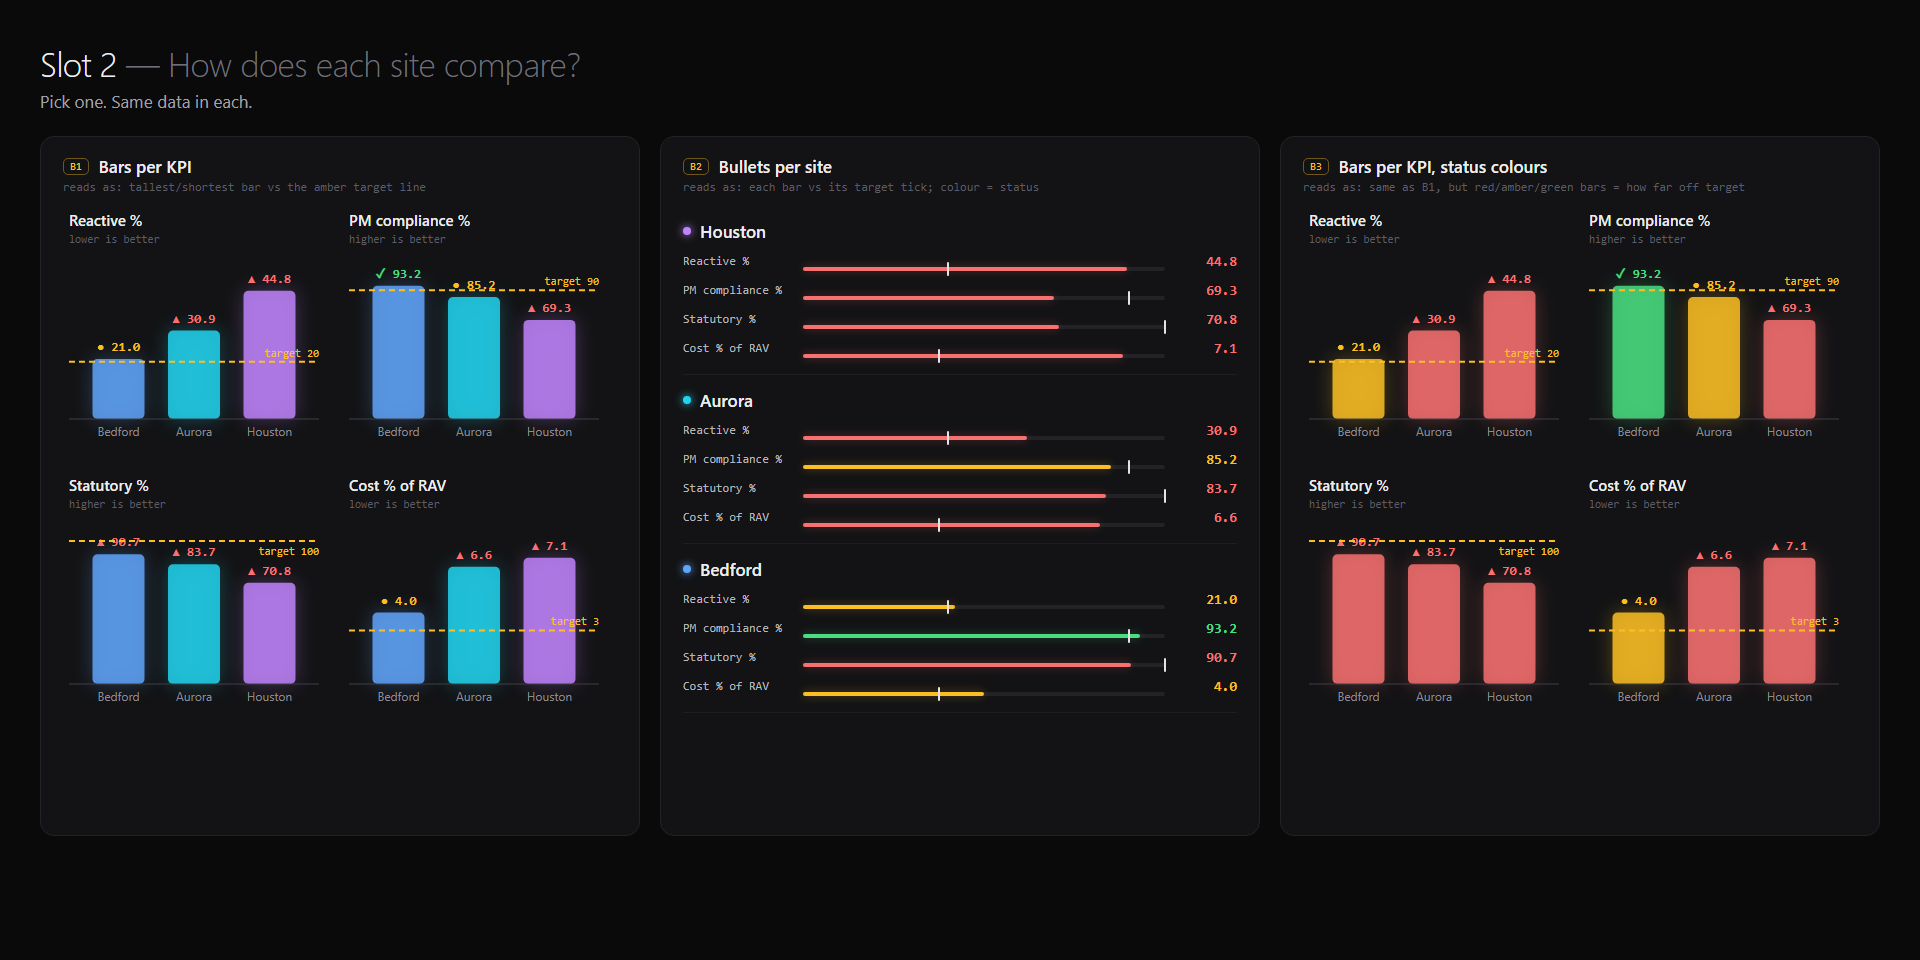 Slot 2 — How does each site compare?
Pick one. Same data in each.
B1 Bars per KPI
reads as: tallest/shortest bar vs the amber target line
Reactive %
lower is better
▲ 44.8
▲ 30.9
● 21.0
target 20
Bedford Aurora Houston
PM compliance %
higher is better
✓ 93.2
● 85.2
target 90
▲ 69.3
Bedford Aurora Houston
Statutory %
higher is better
▲ 90.7
▲ 83.7
target 100
▲ 70.8
Bedford Aurora Houston
Cost % of RAV
lower is better
▲ 7.1
▲ 6.6
● 4.0
target 3
Bedford Aurora Houston
B2 Bullets per site
reads as: each bar vs its target tick; colour = status
Houston
Reactive % 44.8
PM compliance % 69.3
Statutory % 70.8
Cost % of RAV 7.1
Aurora
Reactive % 30.9
PM compliance % 85.2
Statutory % 83.7
Cost % of RAV 6.6
Bedford
Reactive % 21.0
PM compliance % 93.2
Statutory % 90.7
Cost % of RAV 4.0
B3 Bars per KPI, status colours
reads as: same as B1, but red/amber/green bars = how far off target
Reactive %
lower is better
▲ 44.8
▲ 30.9
● 21.0
target 20
Bedford Aurora Houston
PM compliance %
higher is better
✓ 93.2
● 85.2
target 90
▲ 69.3
Bedford Aurora Houston
Statutory %
higher is better
▲ 90.7
▲ 83.7
target 100
▲ 70.8
Bedford Aurora Houston
Cost % of RAV
lower is better
▲ 7.1
▲ 6.6
● 4.0
target 3
Bedford Aurora Houston